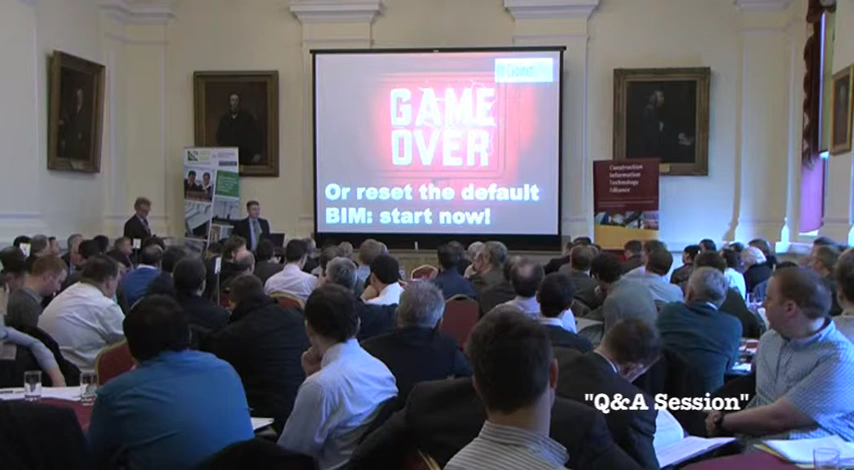 GAME
OVER
Or reset the default
BIM: start now!
Construction
Information
Technology
Alliance
"Q&A Session"